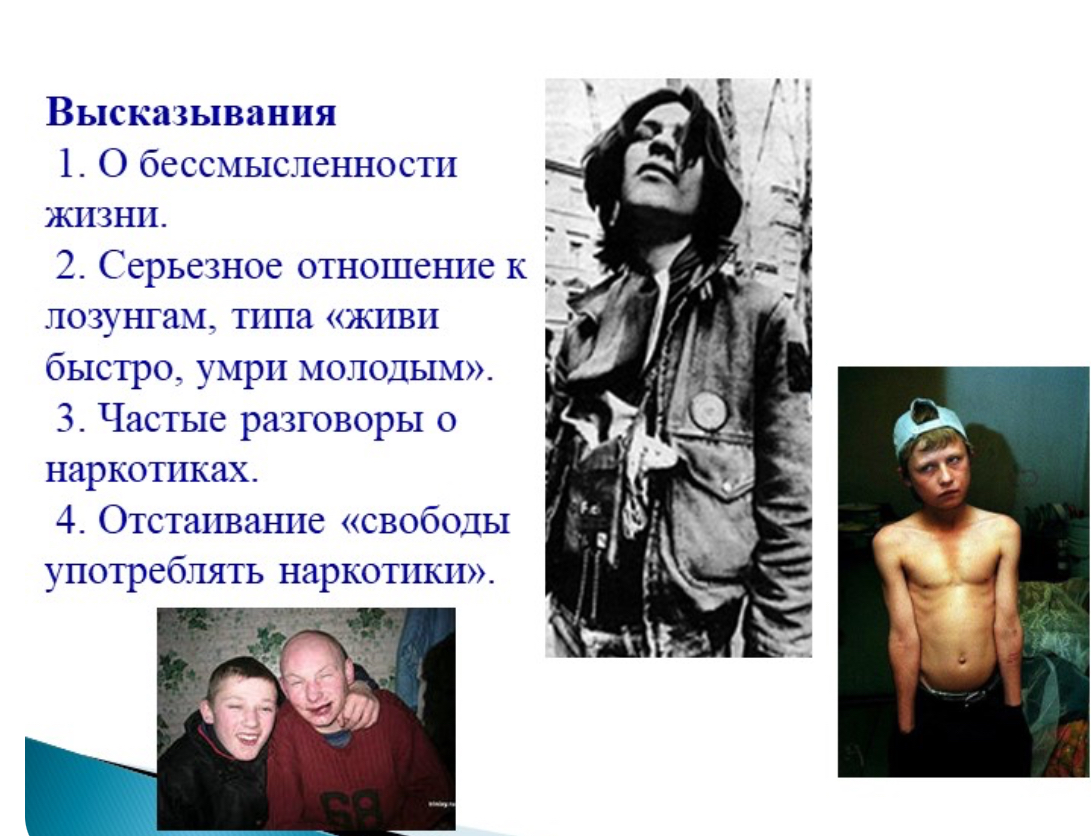 Высказывания
1. О бессмысленности
жизни.
2. Серьезное отношение к
лозунгам, типа «живи
быстро, умри молодым».
3. Частые разговоры о
наркотиках.
4. Отстаивание «свободы
употреблять наркотики».
68